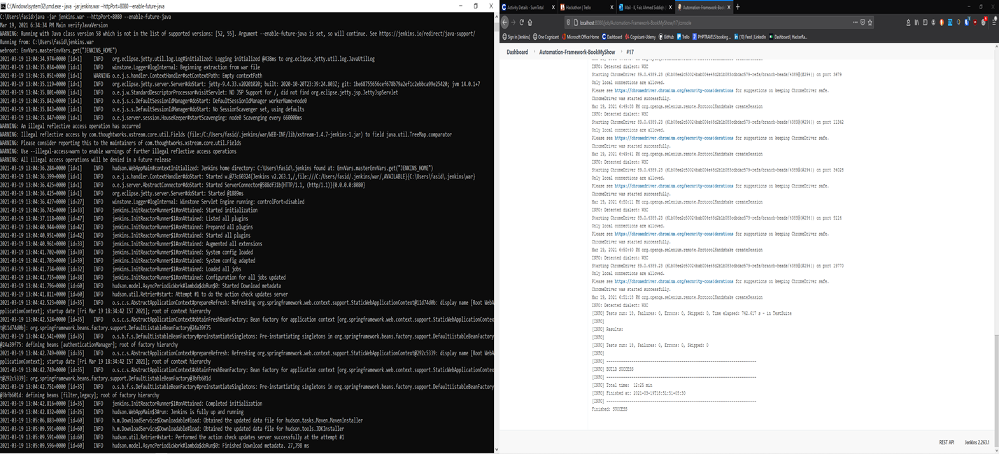 C:\Windows\system32\cmd.exe - java -jar jenkins.war --httpPort=8080 --enable-future-java
C:\Users\fasid>java -jar jenkins.war --httpPort=8080 --enable-future-java
Mar 19, 2021 6:34:34 PM Main verifyJavaVersion
WARNING: Running with Java class version 58 which is not in the list of supported versions: [52, 55]. Argument --enable-future-java is set, so will continue. See https://jenkins.io/redirect/java-support/
Running from: C:\Users\fasid\jenkins.war
webroot: EnvVars.masterEnvVars.get("JENKINS_HOME")
2021-03-19 13:04:34.974+0000 [id=1] INFO org.eclipse.jetty.util.log.Log#initialized: Logging initialized @438ms to org.eclipse.jetty.util.log.JavaUtilLog
2021-03-19 13:04:35.034+0000 [id=1] INFO winstone.Logger#logInternal: Beginning extraction from war file
2021-03-19 13:04:35.051+0000 [id=1] WARNING o.e.j.s.handler.ContextHandler#setContextPath: Empty contextPath
2021-03-19 13:04:35.119+0000 [id=1] INFO org.eclipse.jetty.server.Server#doStart: jetty-9.4.33.v20201020; built: 2020-10-20T23:39:24.803Z; git: 1be68755656cef678b79a2ef1c2ebbca99e25420; jvm 14.0.1+7
2021-03-19 13:04:35.801+0000 [id=1] INFO o.e.j.w.StandardDescriptorProcessor#visitServlet: NO JSP Support for /, did not find org.eclipse.jetty.jsp.JettyJspServlet
2021-03-19 13:04:35.842+0000 [id=1] INFO o.e.j.s.s.DefaultSessionIdManager#doStart: DefaultSessionIdManager workerName=node0
2021-03-19 13:04:35.843+0000 [id=1] INFO o.e.j.s.s.DefaultSessionIdManager#doStart: No SessionScavenger set, using defaults
2021-03-19 13:04:35.847+0000 [id=1] INFO o.e.j.server.session.HouseKeeper#startScavenging: node0 Scavenging every 660000ms
WARNING: An illegal reflective access operation has occurred
WARNING: Illegal reflective access by com.thoughtworks.xstream.core.util.Fields (file:/C:/Users/fasid/.jenkins/war/WEB-INF/lib/xstream-1.4.7-jenkins-1.jar) to field java.util.TreeMap.comparator
WARNING: Please consider reporting this to the maintainers of com.thoughtworks.xstream.core.util.Fields
WARNING: Use --illegal-access=warn to enable warnings of further illegal reflective access operations
WARNING: All illegal access operations will be denied in a future release
2021-03-19 13:04:36.284+0000 [id=1] INFO hudson.WebAppMain#contextInitialized: Jenkins home directory: C:\Users\fasid\.jenkins found at: EnvVars.masterEnvVars.get("JENKINS_HOME")
2021-03-19 13:04:36.399+0000 [id=1] INFO o.e.j.s.handler.ContextHandler#doStart: Started w.@73c60324{Jenkins v2.263.1,/,file:///C:/Users/fasid/.jenkins/war/,AVAILABLE}{C:\Users\fasid\.jenkins\war}
2021-03-19 13:04:36.425+0000 [id=1] INFO o.e.j.server.AbstractConnector#doStart: Started ServerConnector@588df31b{HTTP/1.1, (http/1.1)}{0.0.0.0:8080}
2021-03-19 13:04:36.425+0000 [id=1] INFO org.eclipse.jetty.server.Server#doStart: Started @1889ms
2021-03-19 13:04:36.427+0000 [id=27] INFO winstone.Logger#logInternal: Winstone Servlet Engine running: controlPort=disabled
2021-03-19 13:04:36.745+0000 [id=33] INFO jenkins.InitReactorRunner$1#onAttained: Started initialization
2021-03-19 13:04:37.118+0000 [id=47] INFO jenkins.InitReactorRunner$1#onAttained: Listed all plugins
2021-03-19 13:04:40.944+0000 [id=42] INFO jenkins.InitReactorRunner$1#onAttained: Prepared all plugins
2021-03-19 13:04:40.951+0000 [id=42] INFO jenkins.InitReactorRunner$1#onAttained: Started all plugins
2021-03-19 13:04:40.961+0000 [id=33] INFO jenkins.InitReactorRunner$1#onAttained: Augmented all extensions
2021-03-19 13:04:41.702+0000 [id=39] INFO jenkins.InitReactorRunner$1#onAttained: System config loaded
2021-03-19 13:04:41.703+0000 [id=39] INFO jenkins.InitReactorRunner$1#onAttained: System config adapted
2021-03-19 13:04:41.734+0000 [id=32] INFO jenkins.InitReactorRunner$1#onAttained: Loaded all jobs
2021-03-19 13:04:41.735+0000 [id=38] INFO jenkins.InitReactorRunner$1#onAttained: Configuration for all jobs updated
2021-03-19 13:04:41.796+0000 [id=60] INFO hudson.model.AsyncPeriodicWork#lambda$doRun$0: Started Download metadata
2021-03-19 13:04:41.811+0000 [id=60] INFO hudson.util.Retrier#start: Attempt #1 to do the action check updates server
2021-03-19 13:04:42.523+0000 [id=35] INFO o.s.c.s.AbstractApplicationContext#prepareRefresh: Refreshing org.springframework.web.context.support.StaticWebApplicationContext@11d74d0b: display name [Root WebA
pplicationContext]; startup date [Fri Mar 19 18:34:42 IST 2021]; root of context hierarchy
2021-03-19 13:04:42.524+0000 [id=35] INFO o.s.c.s.AbstractApplicationContext#obtainFreshBeanFactory: Bean factory for application context [org.springframework.web.context.support.StaticWebApplicationContex
t@11d74d0b]: org.springframework.beans.factory.support.DefaultListableBeanFactory@24a39f75
2021-03-19 13:04:42.541+0000 [id=35] INFO o.s.b.f.s.DefaultListableBeanFactory#preInstantiateSingletons: Pre-instantiating singletons in org.springframework.beans.factory.support.DefaultListableBeanFactory
@24a39f75: defining beans [authenticationManager]; root of factory hierarchy
2021-03-19 13:04:42.749+0000 [id=35] INFO o.s.c.s.AbstractApplicationContext#prepareRefresh: Refreshing org.springframework.web.context.support.StaticWebApplicationContext@292c5339: display name [Root WebA
pplicationContext]; startup date [Fri Mar 19 18:34:42 IST 2021]; root of context hierarchy
2021-03-19 13:04:42.749+0000 [id=35] INFO o.s.c.s.AbstractApplicationContext#obtainFreshBeanFactory: Bean factory for application context [org.springframework.web.context.support.StaticWebApplicationContex
t@292c5339]: org.springframework.beans.factory.support.DefaultListableBeanFactory@3bfb601d
2021-03-19 13:04:42.751+0000 [id=35] INFO o.s.b.f.s.DefaultListableBeanFactory#preInstantiateSingletons: Pre-instantiating singletons in org.springframework.beans.factory.support.DefaultListableBeanFactory
@3bfb601d: defining beans [filter,legacy]; root of factory hierarchy
2021-03-19 13:04:42.816+0000 [id=35] INFO jenkins.InitReactorRunner$1#onAttained: Completed initialization
2021-03-19 13:04:42.832+0000 [id=26] INFO hudson.WebAppMain$3#run: Jenkins is fully up and running
2021-03-19 13:05:06.883+0000 [id=60] INFO h.m.DownloadService$Downloadable#load: Obtained the updated data file for hudson.tasks.Maven.MavenInstaller
2021-03-19 13:05:09.591+0000 [id=60] INFO h.m.DownloadService$Downloadable#load: Obtained the updated data file for hudson.tools.JDKInstaller
2021-03-19 13:05:09.591+0000 [id=60] INFO hudson.util.Retrier#start: Performed the action check updates server successfully at the attempt #1
2021-03-19 13:05:09.596+0000 [id=60] INFO hudson.model.AsyncPeriodicWork#lambda$doRun$0: Finished Download metadata. 27,798 ms
Activity Details - SumTotal
Hackathon | Trello
Mail - K, Faiz Ahmed Siddiqh
Automation-Framework-Book
localhost:8080/job/Automation-Framework-BookMyShow/17/console
Sign in [Jenkins] One Cognizant Microsoft Office Home Dashboard Cognizant-Udemy GitHub Trello PHPTRAVELS booking ... (10) Feed | LinkedIn Dashboard | HackerRa...
Dashboard Automation-Framework-BookMyShow #17
INFO: Detected dialect: W3C
Starting ChromeDriver 89.0.4389.23 (61b08ee2c50024bab004e48d2b1b083cdbdac579-refs/branch-heads/4389@{#294}) on port 3679
Only local connections are allowed.
Please see https://chromedriver.chromium.org/security-considerations for suggestions on keeping ChromeDriver safe.
ChromeDriver was started successfully.
Mar 19, 2021 6:49:03 PM org.openqa.selenium.remote.ProtocolHandshake createSession
INFO: Detected dialect: W3C
Starting ChromeDriver 89.0.4389.23 (61b08ee2c50024bab004e48d2b1b083cdbdac579-refs/branch-heads/4389@{#294}) on port 11342
Only local connections are allowed.
Please see https://chromedriver.chromium.org/security-considerations for suggestions on keeping ChromeDriver safe.
ChromeDriver was started successfully.
Mar 19, 2021 6:49:41 PM org.openqa.selenium.remote.ProtocolHandshake createSession
INFO: Detected dialect: W3C
Starting ChromeDriver 89.0.4389.23 (61b08ee2c50024bab004e48d2b1b083cdbdac579-refs/branch-heads/4389@{#294}) on port 34028
Only local connections are allowed.
Please see https://chromedriver.chromium.org/security-considerations for suggestions on keeping ChromeDriver safe.
ChromeDriver was started successfully.
Mar 19, 2021 6:50:11 PM org.openqa.selenium.remote.ProtocolHandshake createSession
INFO: Detected dialect: W3C
Starting ChromeDriver 89.0.4389.23 (61b08ee2c50024bab004e48d2b1b083cdbdac579-refs/branch-heads/4389@{#294}) on port 9114
Only local connections are allowed.
Please see https://chromedriver.chromium.org/security-considerations for suggestions on keeping ChromeDriver safe.
ChromeDriver was started successfully.
Mar 19, 2021 6:50:40 PM org.openqa.selenium.remote.ProtocolHandshake createSession
INFO: Detected dialect: W3C
Starting ChromeDriver 89.0.4389.23 (61b08ee2c50024bab004e48d2b1b083cdbdac579-refs/branch-heads/4389@{#294}) on port 19770
Only local connections are allowed.
Please see https://chromedriver.chromium.org/security-considerations for suggestions on keeping ChromeDriver safe.
ChromeDriver was started successfully.
Mar 19, 2021 6:51:18 PM org.openqa.selenium.remote.ProtocolHandshake createSession
INFO: Detected dialect: W3C
[INFO] Tests run: 18, Failures: 0, Errors: 0, Skipped: 0, Time elapsed: 742.617 s - in TestSuite
[INFO]
[INFO] Results:
[INFO]
[INFO] Tests run: 18, Failures: 0, Errors: 0, Skipped: 0
[INFO]
[INFO] ------------------------------------------------------------------------
[INFO] BUILD SUCCESS
[INFO] ------------------------------------------------------------------------
[INFO] Total time: 12:25 min
[INFO] Finished at: 2021-03-19T18:51:51+05:30
[INFO] ------------------------------------------------------------------------
Finished: SUCCESS
REST API Jenkins 2.263.1